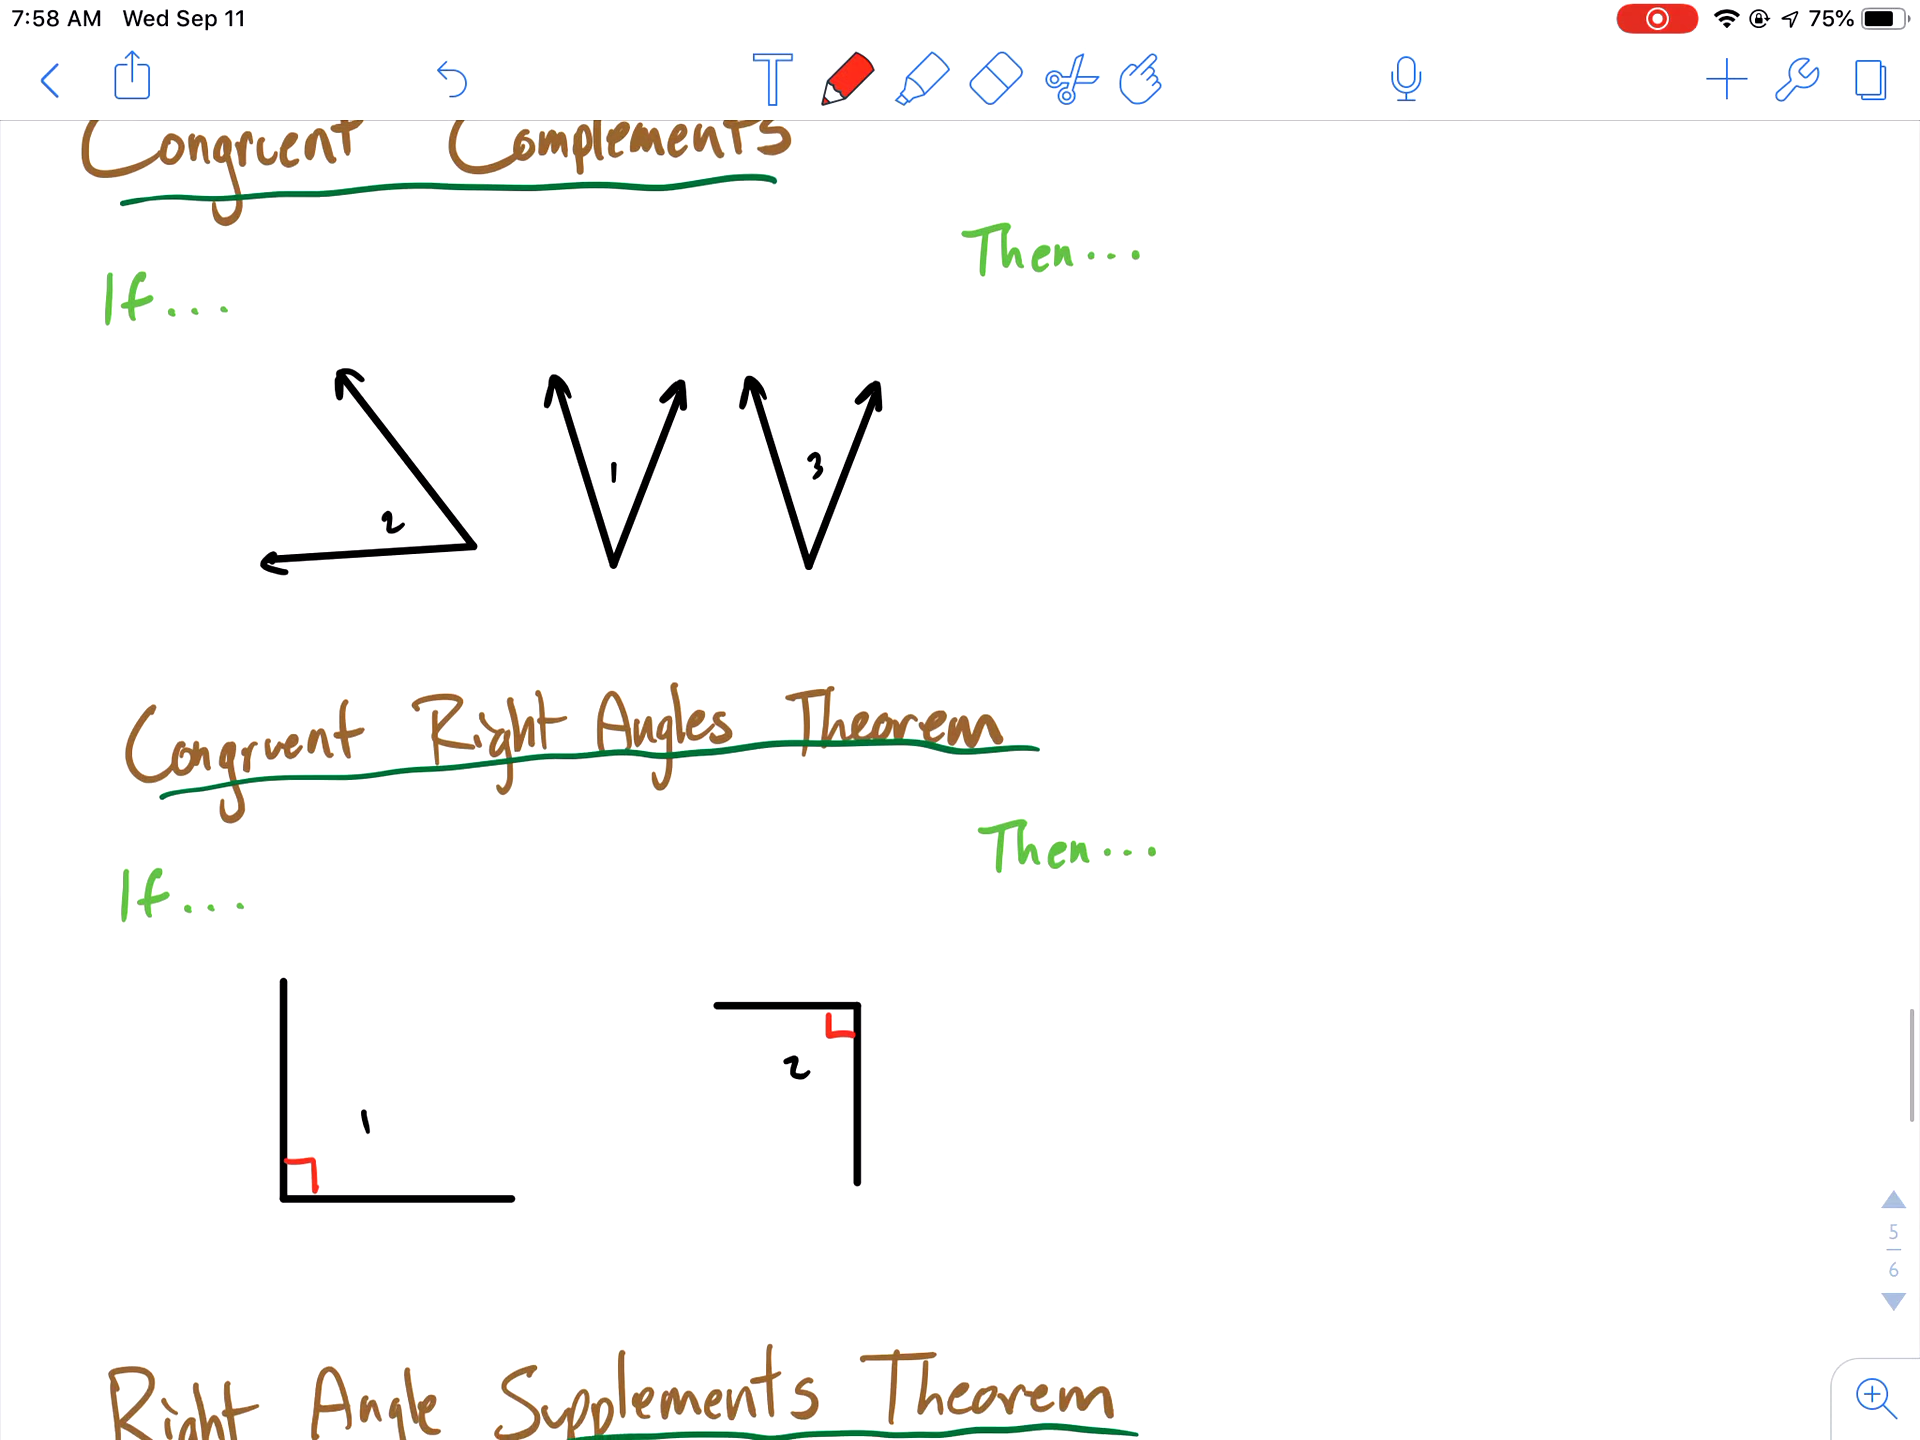 7:58 AM Wed Sep 11
75%
T
Congruent Complements
Then...
If...
2 1 3
Congruent Right Angles Theorem
Then...
If...
2
1
5
6
Right Angle Supplements Theorem